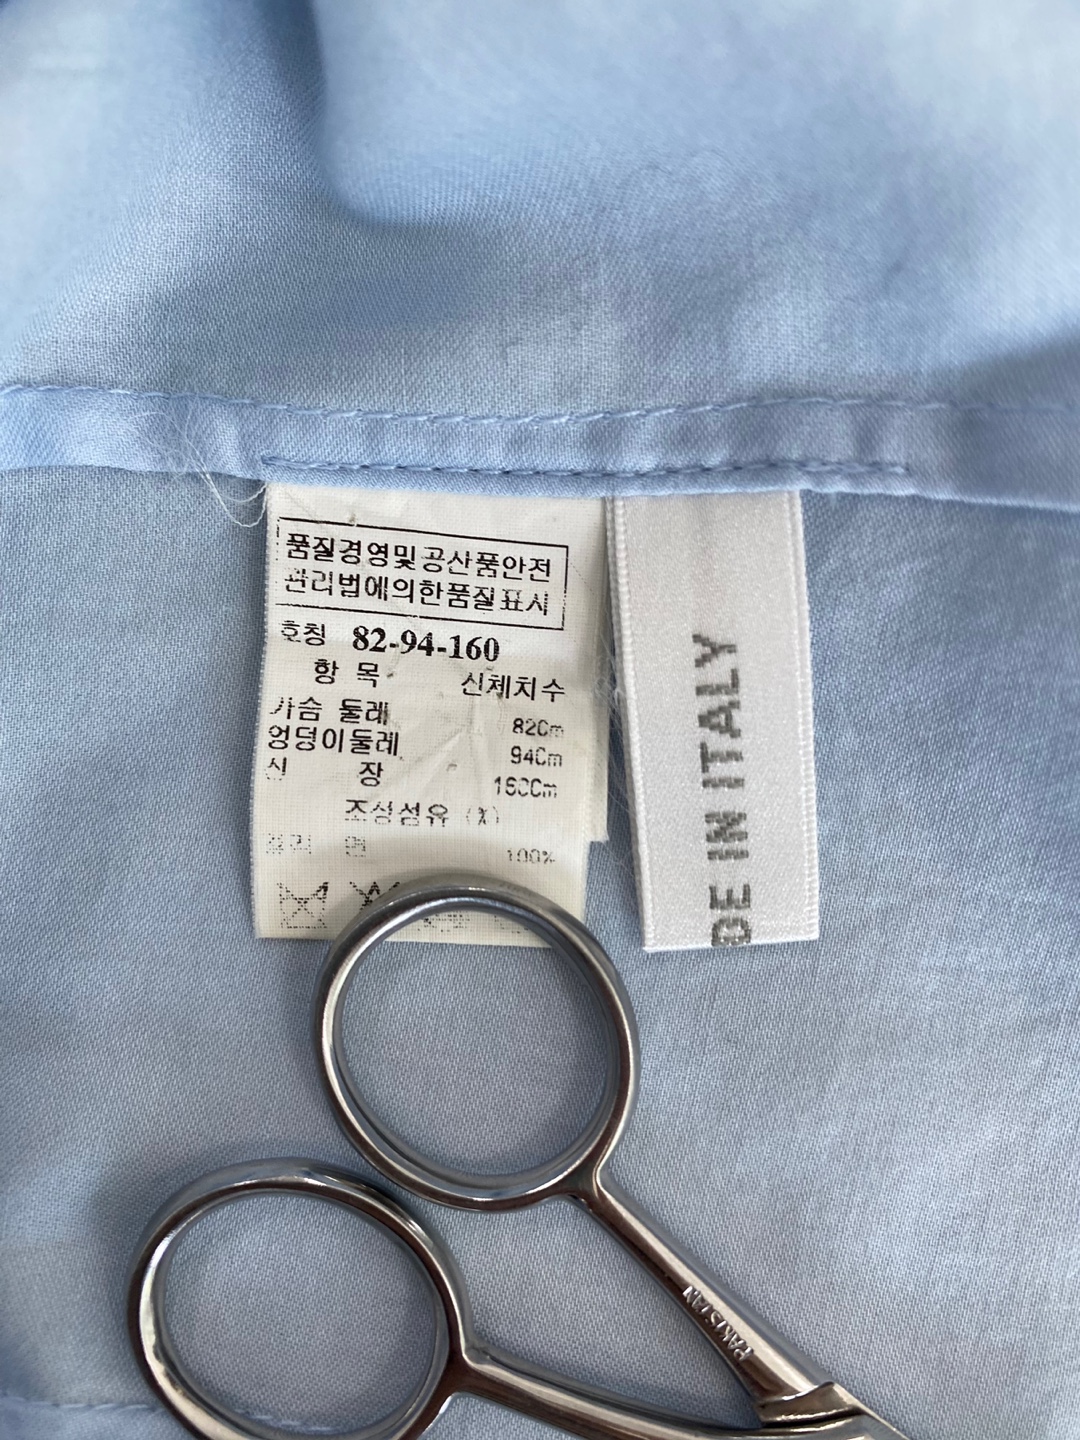 품질경영및공산품안전
관리법에의한품질표시
호칭 82-94-160
항 목 신체치수
가슴 둘레 82Cm
엉덩이둘레 94Cm
신 장 160Cm
조성섬유 (%)
면 100%
DE IN ITALY
PAKISTAN